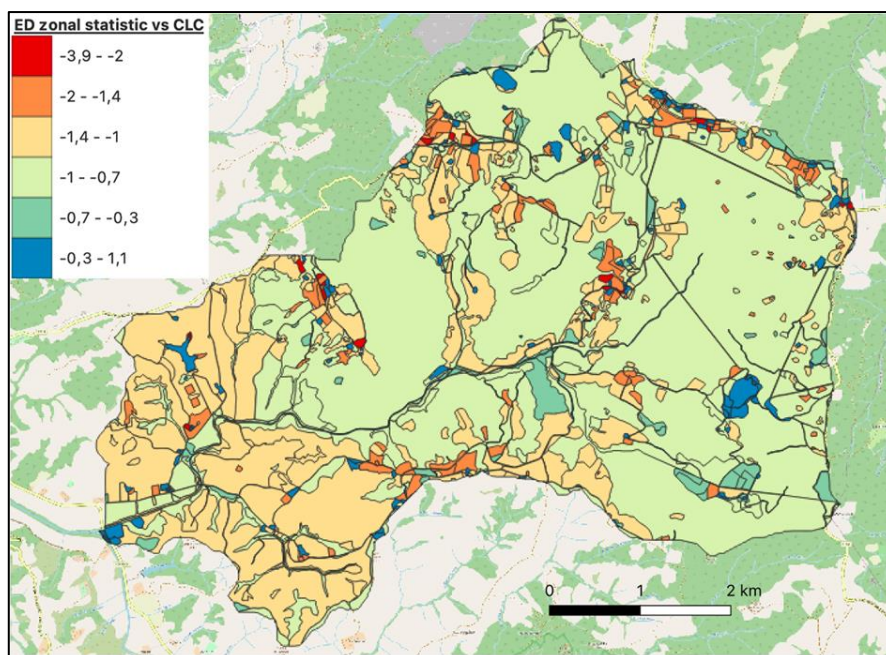 ED zonal statistic vs CLC
-3,9 - -2
-2 - -1,4
-1,4 - -1
-1 - -0,7
-0,7 - -0,3
-0,3 - 1,1
0 1 2 km